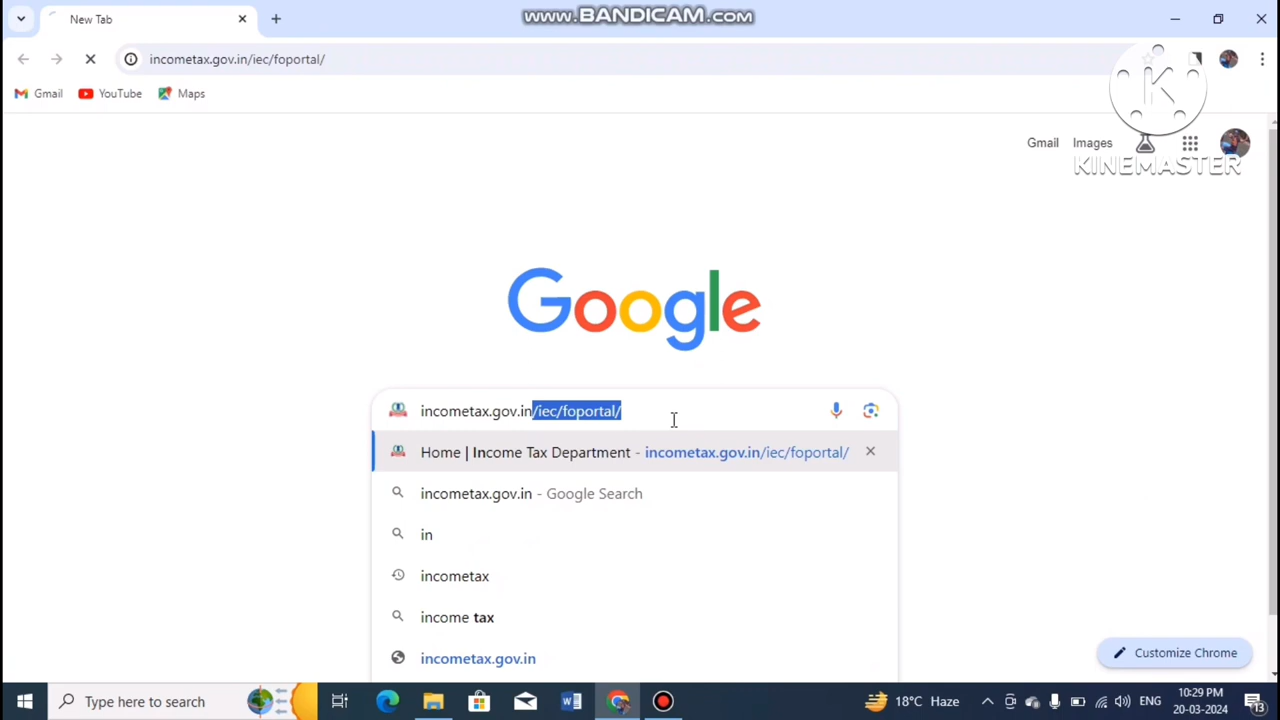 New Tab
www.BANDICAM.com
incometax.gov.in/iec/foportal/
Gmail
YouTube
Maps
K
KINEMASTER
Gmail
Images
Google
incometax.gov.in/iec/foportal/
Home | Income Tax Department - incometax.gov.in/iec/foportal/
incometax.gov.in - Google Search
in
incometax
income tax
incometax.gov.in
Customize Chrome
Type here to search
18°C Haze
ENG
10:29 PM
20-03-2024
13